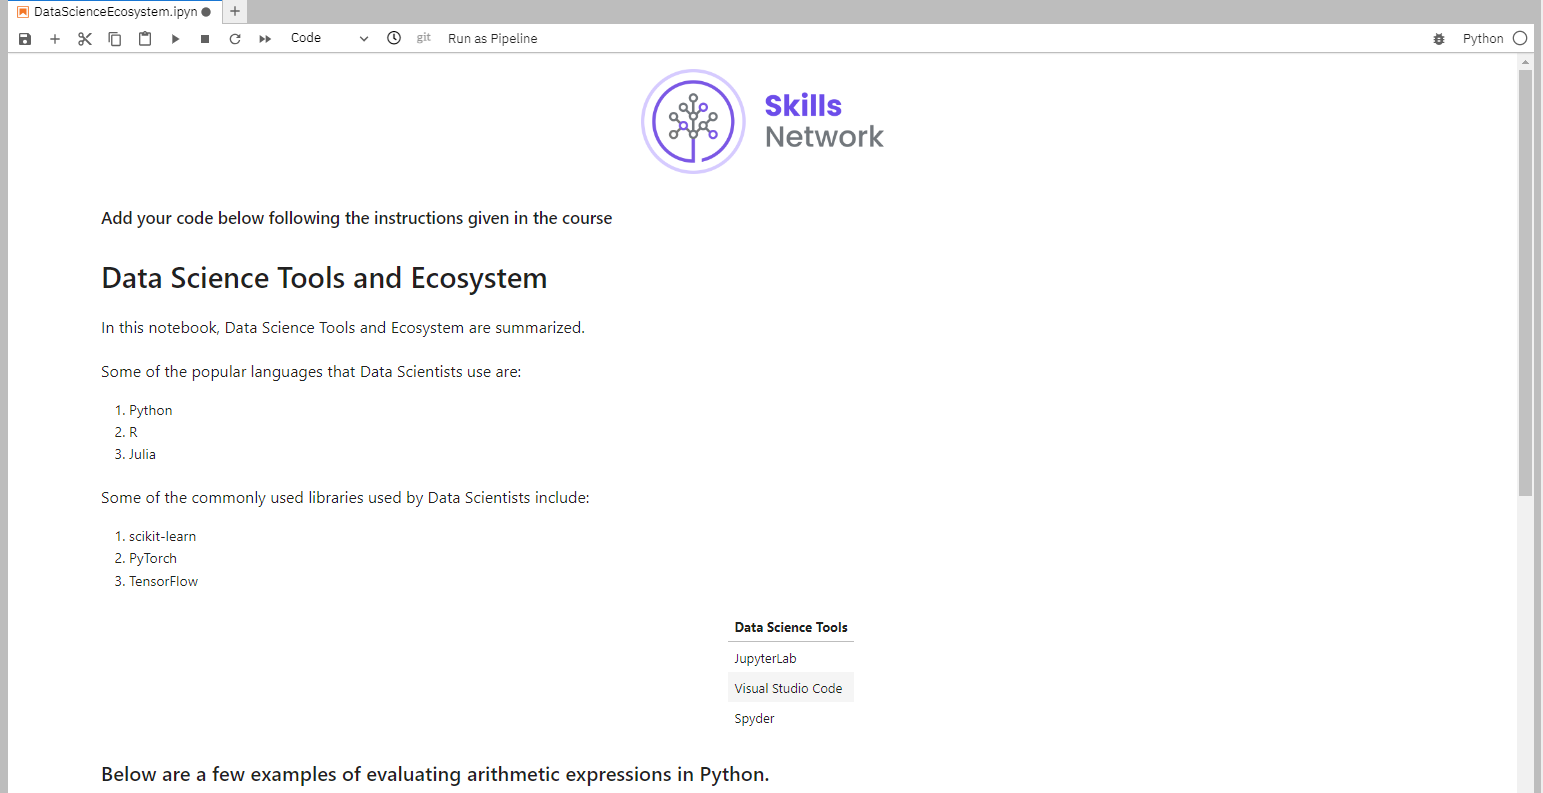 DataScienceEcosystem.ipyn
Code git Run as Pipeline Python
Skills
Network
Add your code below following the instructions given in the course
Data Science Tools and Ecosystem
In this notebook, Data Science Tools and Ecosystem are summarized.
Some of the popular languages that Data Scientists use are:
1. Python
2. R
3. Julia
Some of the commonly used libraries used by Data Scientists include:
1. scikit-learn
2. PyTorch
3. TensorFlow
Data Science Tools
JupyterLab
Visual Studio Code
Spyder
Below are a few examples of evaluating arithmetic expressions in Python.